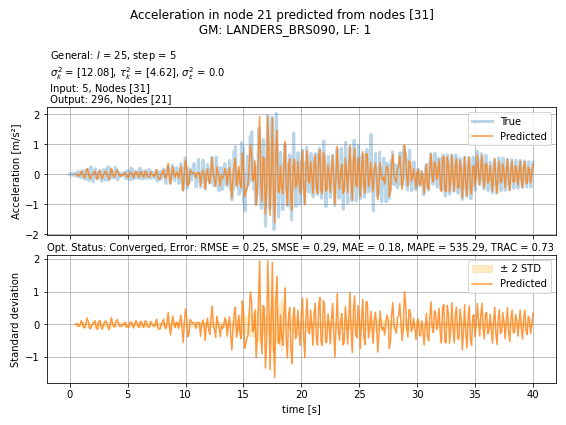 Acceleration in node 21 predicted from nodes [31]
GM: LANDERS_BRS090, LF: 1
General: l = 25, step = 5
σ²ₖ = [12.08], τ²ₖ = [4.62], σ²ε = 0.0
Input: 5, Nodes [31]
Output: 296, Nodes [21]
Acceleration [m/s²]
2
1
0
−1
−2
True
Predicted
Opt. Status: Converged, Error: RMSE = 0.25, SMSE = 0.29, MAE = 0.18, MAPE = 535.29, TRAC = 0.73
Standard deviation
2
1
0
−1
± 2 STD
Predicted
0 5 10 15 20 25 30 35 40
time [s]